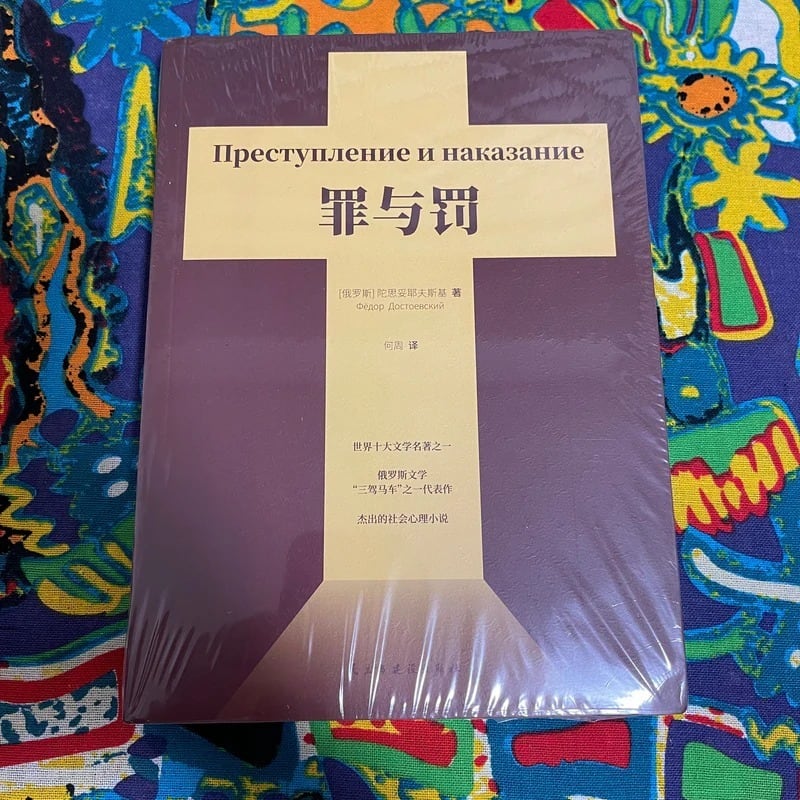 Преступление и наказание
罪与罚
[俄罗斯] 陀思妥耶夫斯基 著
Фёдор Достоевский
何周 译
世界十大文学名著之一
俄罗斯文学
“三驾马车”之一代表作
杰出的社会心理小说